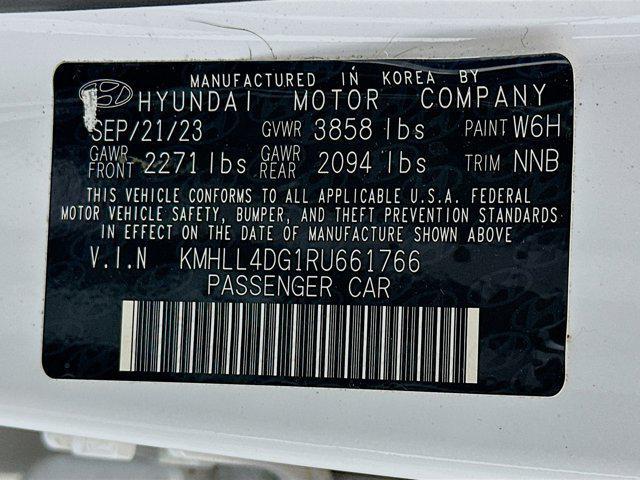 MANUFACTURED IN KOREA BY
HYUNDAI MOTOR COMPANY
SEP/21/23 GVWR 3858 lbs PAINT W6H
GAWR FRONT 2271 lbs GAWR REAR 2094 lbs TRIM NNB
THIS VEHICLE CONFORMS TO ALL APPLICABLE U.S.A. FEDERAL
MOTOR VEHICLE SAFETY, BUMPER, AND THEFT PREVENTION STANDARDS
IN EFFECT ON THE DATE OF MANUFACTURE SHOWN ABOVE
V.I.N KMHLL4DG1RU661766
PASSENGER CAR